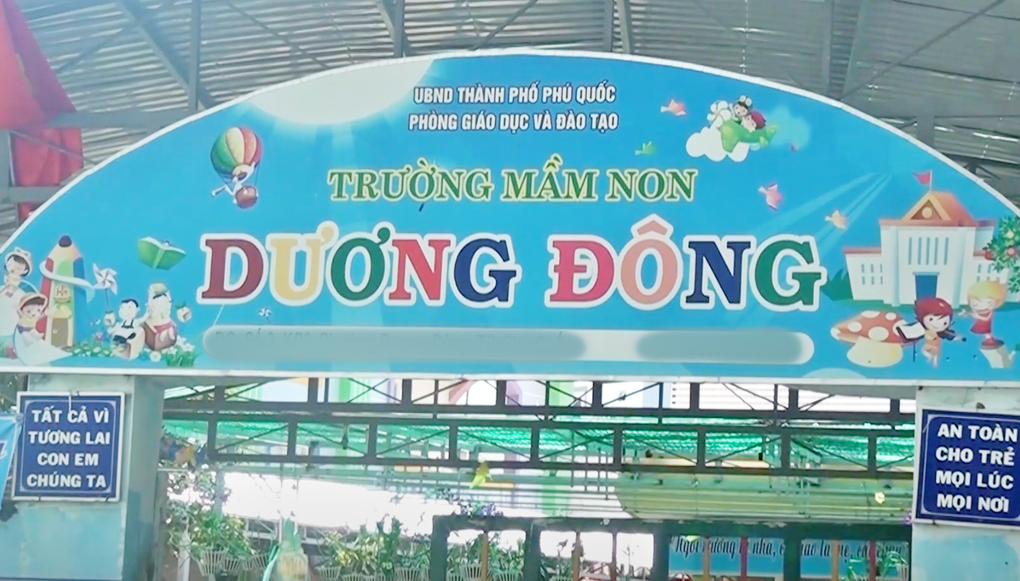 UBND THÀNH PHỐ PHÚ QUỐC
PHÒNG GIÁO DỤC VÀ ĐÀO TẠO
TRƯỜNG MẦM NON
DƯƠNG ĐÔNG
TẤT CẢ VÌ
TƯƠNG LAI
CON EM
CHÚNG TA
AN TOÀN
CHO TRẺ
MỌI LÚC
MỌI NƠI